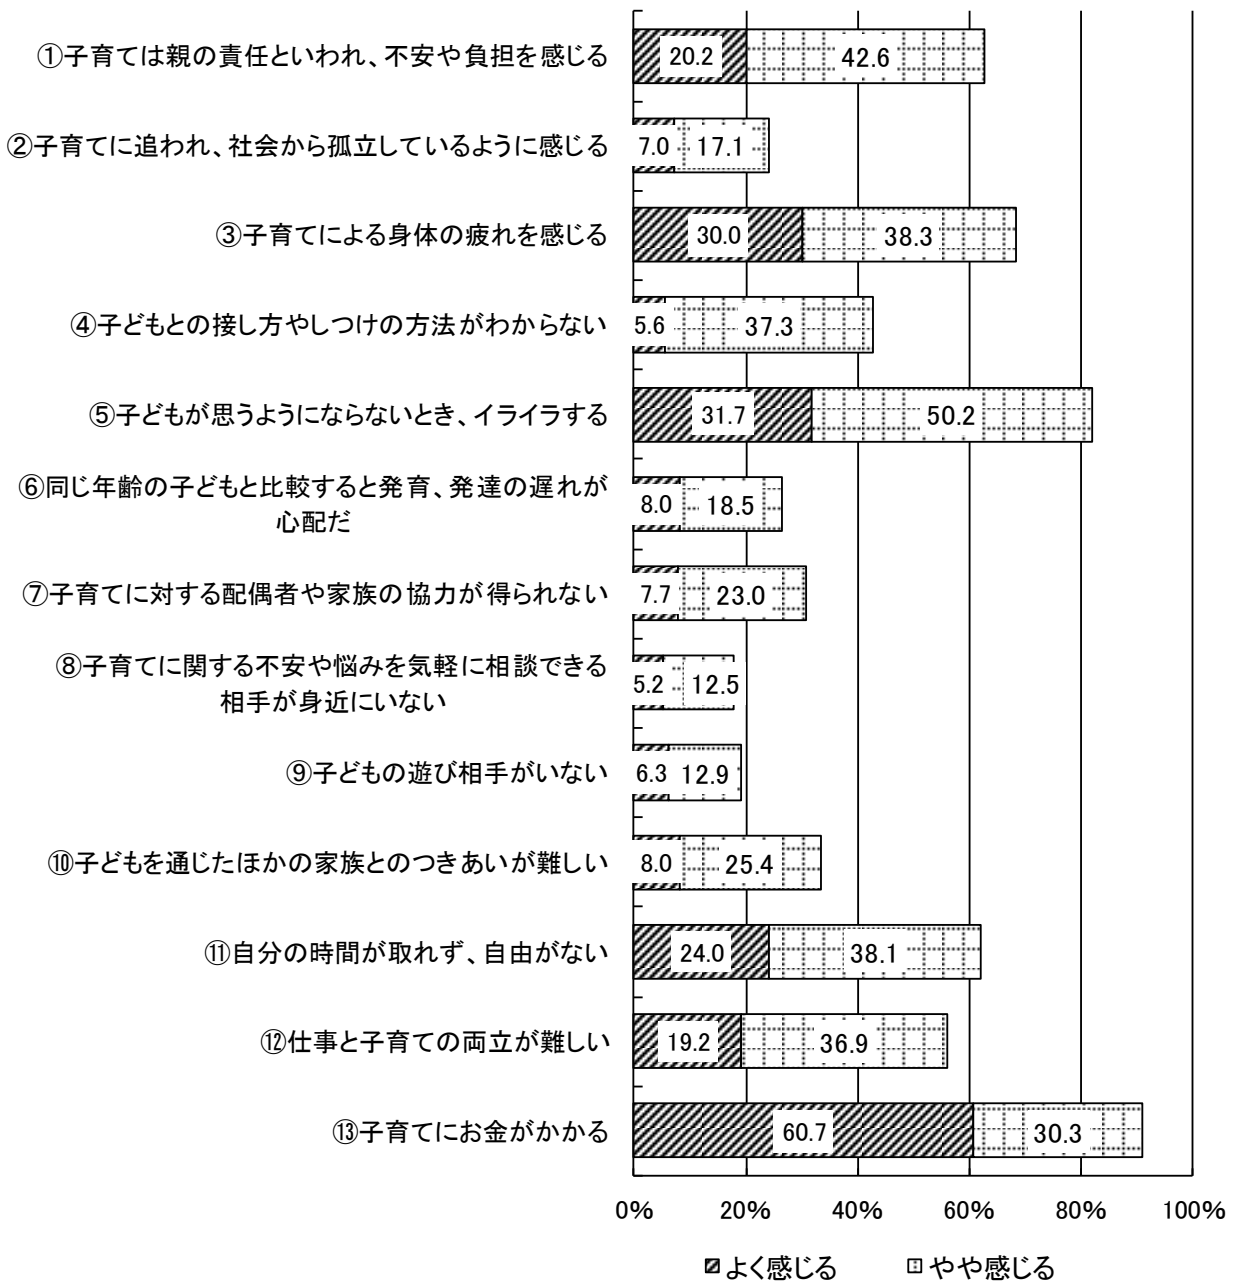 ①子育ては親の責任といわれ、不安や負担を感じる
20.2
42.6
②子育てに追われ、社会から孤立しているように感じる
7.0
17.1
③子育てによる身体の疲れを感じる
30.0
38.3
④子どもとの接し方やしつけの方法がわからない
5.6
37.3
⑤子どもが思うようにならないとき、イライラする
31.7
50.2
⑥同じ年齢の子どもと比較すると発育、発達の遅れが
心配だ
8.0
18.5
⑦子育てに対する配偶者や家族の協力が得られない
7.7
23.0
⑧子育てに関する不安や悩みを気軽に相談できる
相手が身近にいない
5.2
12.5
⑨子どもの遊び相手がいない
6.3
12.9
⑩子どもを通じたほかの家族とのつきあいが難しい
8.0
25.4
⑪自分の時間が取れず、自由がない
24.0
38.1
⑫仕事と子育ての両立が難しい
19.2
36.9
⑬子育てにお金がかかる
60.7
30.3
0% 20% 40% 60% 80% 100%
よく感じる やや感じる